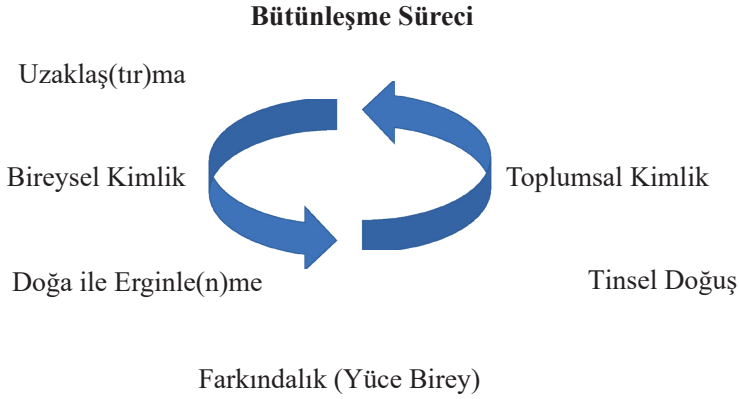 Bütünleşme Süreci
Uzaklaş(tır)ma
Bireysel Kimlik
Toplumsal Kimlik
Doğa ile Erginle(n)me
Tinsel Doğuş
Farkındalık (Yüce Birey)